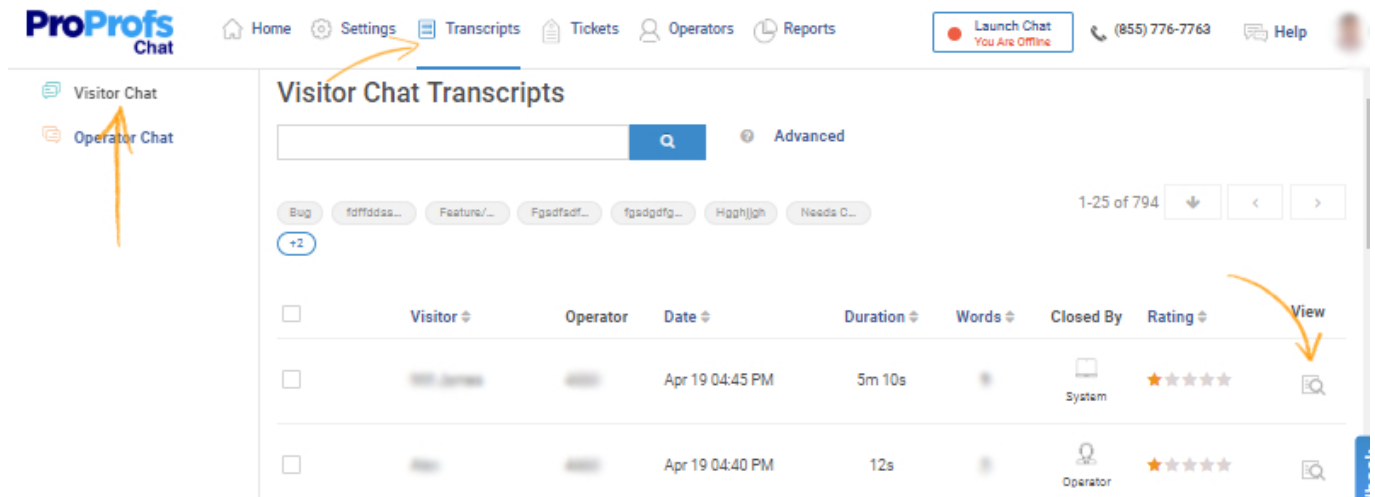 ProProfs
Chat
Home
Settings
Transcripts
Tickets
Operators
Reports
Launch Chat
You Are Offline
(855) 776-7763
Help
Visitor Chat
Operator Chat
Visitor Chat Transcripts
Advanced
Bug
fdffddss...
Feature/...
Fgsdfsdf...
fgsdgdfg...
Hgghjjgh
Needs C...
+2
1-25 of 794
Visitor
Operator
Date
Duration
Words
Closed By
Rating
View
Apr 19 04:45 PM
5m 10s
System
Apr 19 04:40 PM
12s
Operator